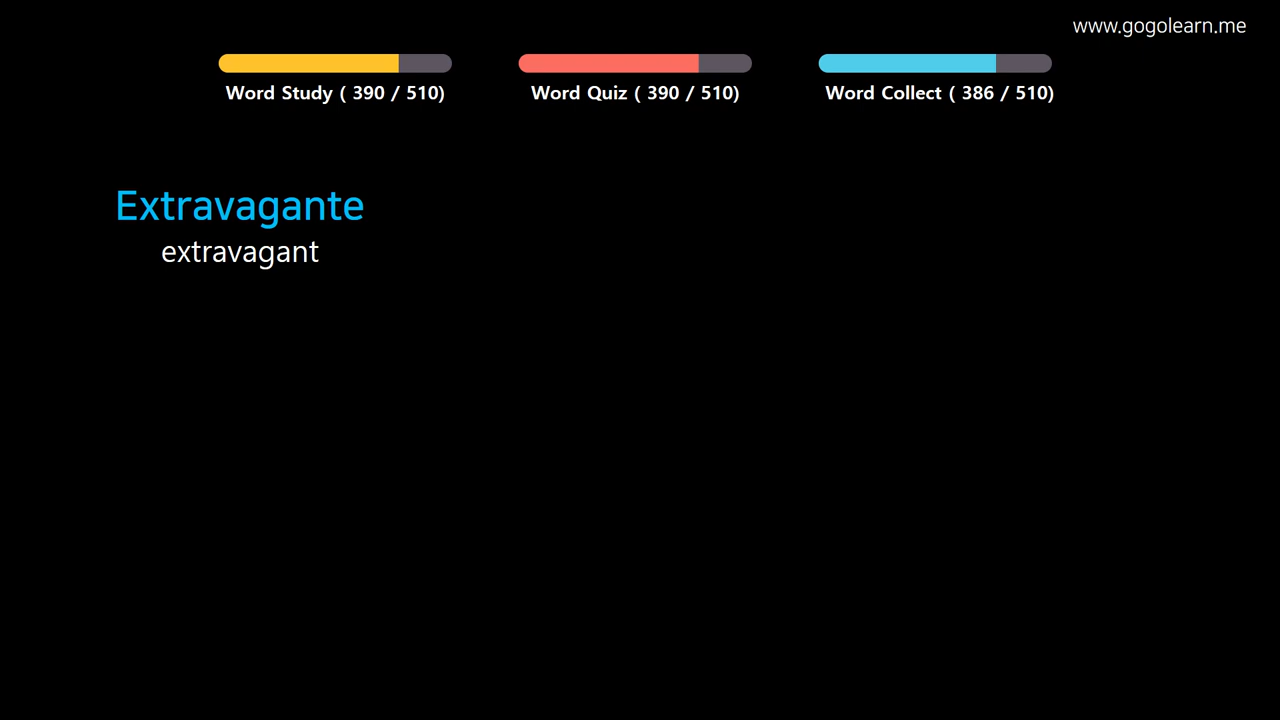 www.gogolearn.me
Word Study ( 390 / 510)
Word Quiz ( 390 / 510)
Word Collect ( 386 / 510)
Extravagante
extravagant